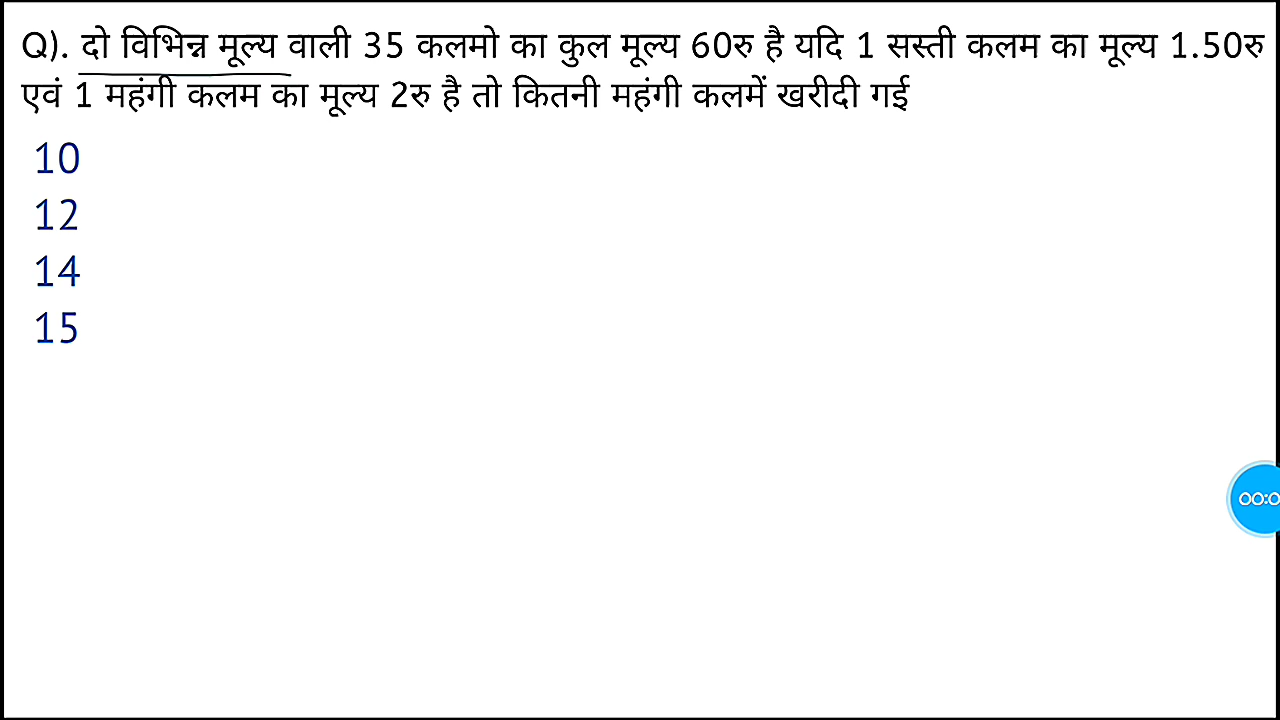 Q). दो विभिन्न मूल्य वाली 35 कलमो का कुल मूल्य 60रु है यदि 1 सस्ती कलम का मूल्य 1.50रु
एवं 1 महंगी कलम का मूल्य 2रु है तो कितनी महंगी कलमें खरीदी गई
10
12
14
15